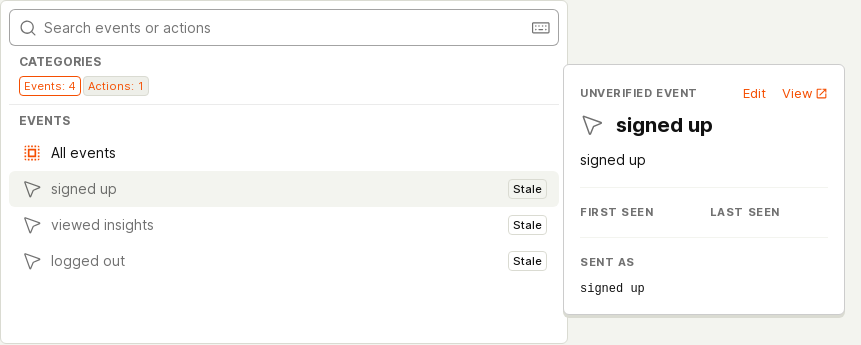 Search events or actions
CATEGORIES
Events: 4 Actions: 1
EVENTS
All events
signed up Stale
viewed insights Stale
logged out Stale
UNVERIFIED EVENT Edit View
signed up
signed up
FIRST SEEN LAST SEEN
SENT AS
signed up